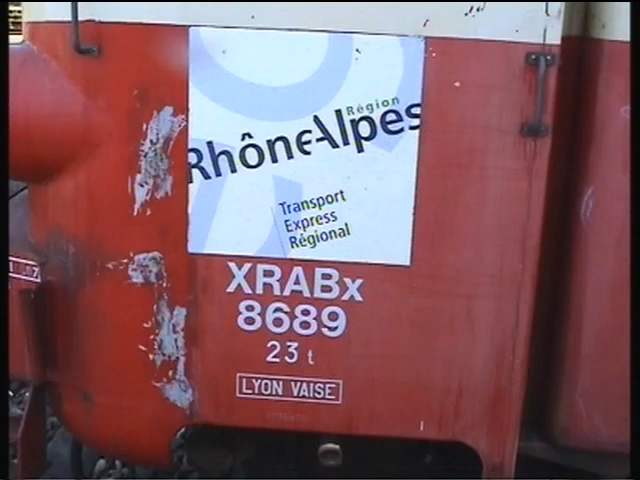 Région
RhôneAlpes
Transport
Express
Régional
XRABx
8689
23 t
LYON VAISE